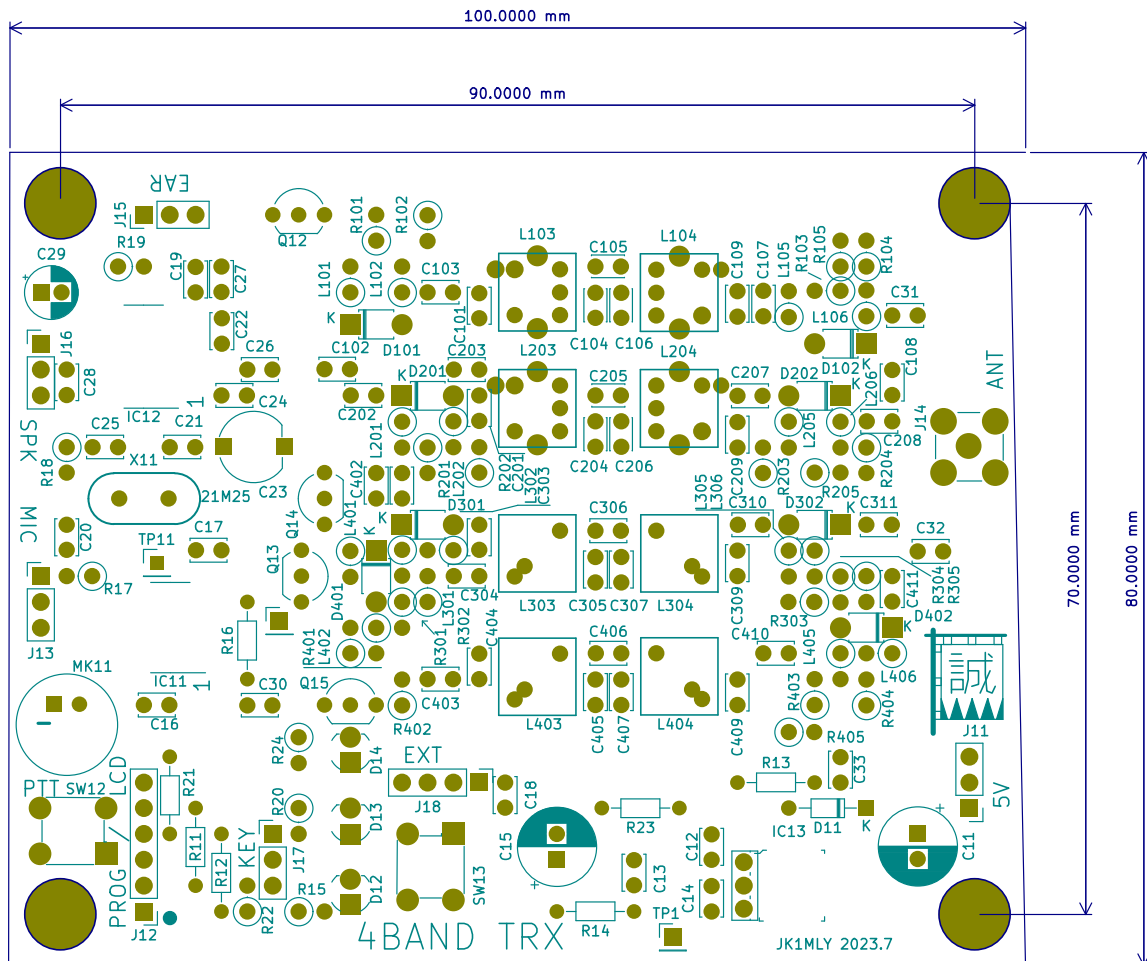 100.0000 mm
90.0000 mm
EAR
J15
Q12
R101
R102
R19
C29
+
C19
C27
C22
L101
L102
C103
C101
L103
C105
L104
C109
C107
L105
R103
R105
R104
C104
C106
L106
C31
K
D101
L203
L204
J16
C28
C26
C102
C203
D201
K
C205
C207
D202
D102
K
K
C108
ANT
IC12
1
C24
C202
L206
J14
SPK
C25
C21
L201
C204
C206
L205
C208
R18
X11
C23
C402
R201
L202
R202
C201
L302
C303
C209
R203
R204
R205
21M25
MIC
Q14
L401
K
D301
K
L305
L306
C306
C310
D302
K
C311
C20
C17
TP11
Q13
C32
70.0000 mm
80.0000 mm
R17
D401
C304
L303
C305
C307
L304
C309
R303
C411
R304
R305
J13
R16
R401
L402
R301
L301
R302
C404
C406
C410
L405
D402
K
誠
MK11
IC11
1
Q15
C16
C30
R402
C403
L403
C405
C407
L404
C409
R403
L406
R404
J11
R24
D14
EXT
R405
C33
R13
PTT
SW12
LCD
R21
J18
C18
5V
R20
D13
R23
IC13
D11
K
+
C11
R11
R12
KEY
J17
SW13
C15
+
C12
C13
C14
PROG /
J12
R22
R15
D12
R14
TP1
4BAND TRX
JK1MLY 2023.7